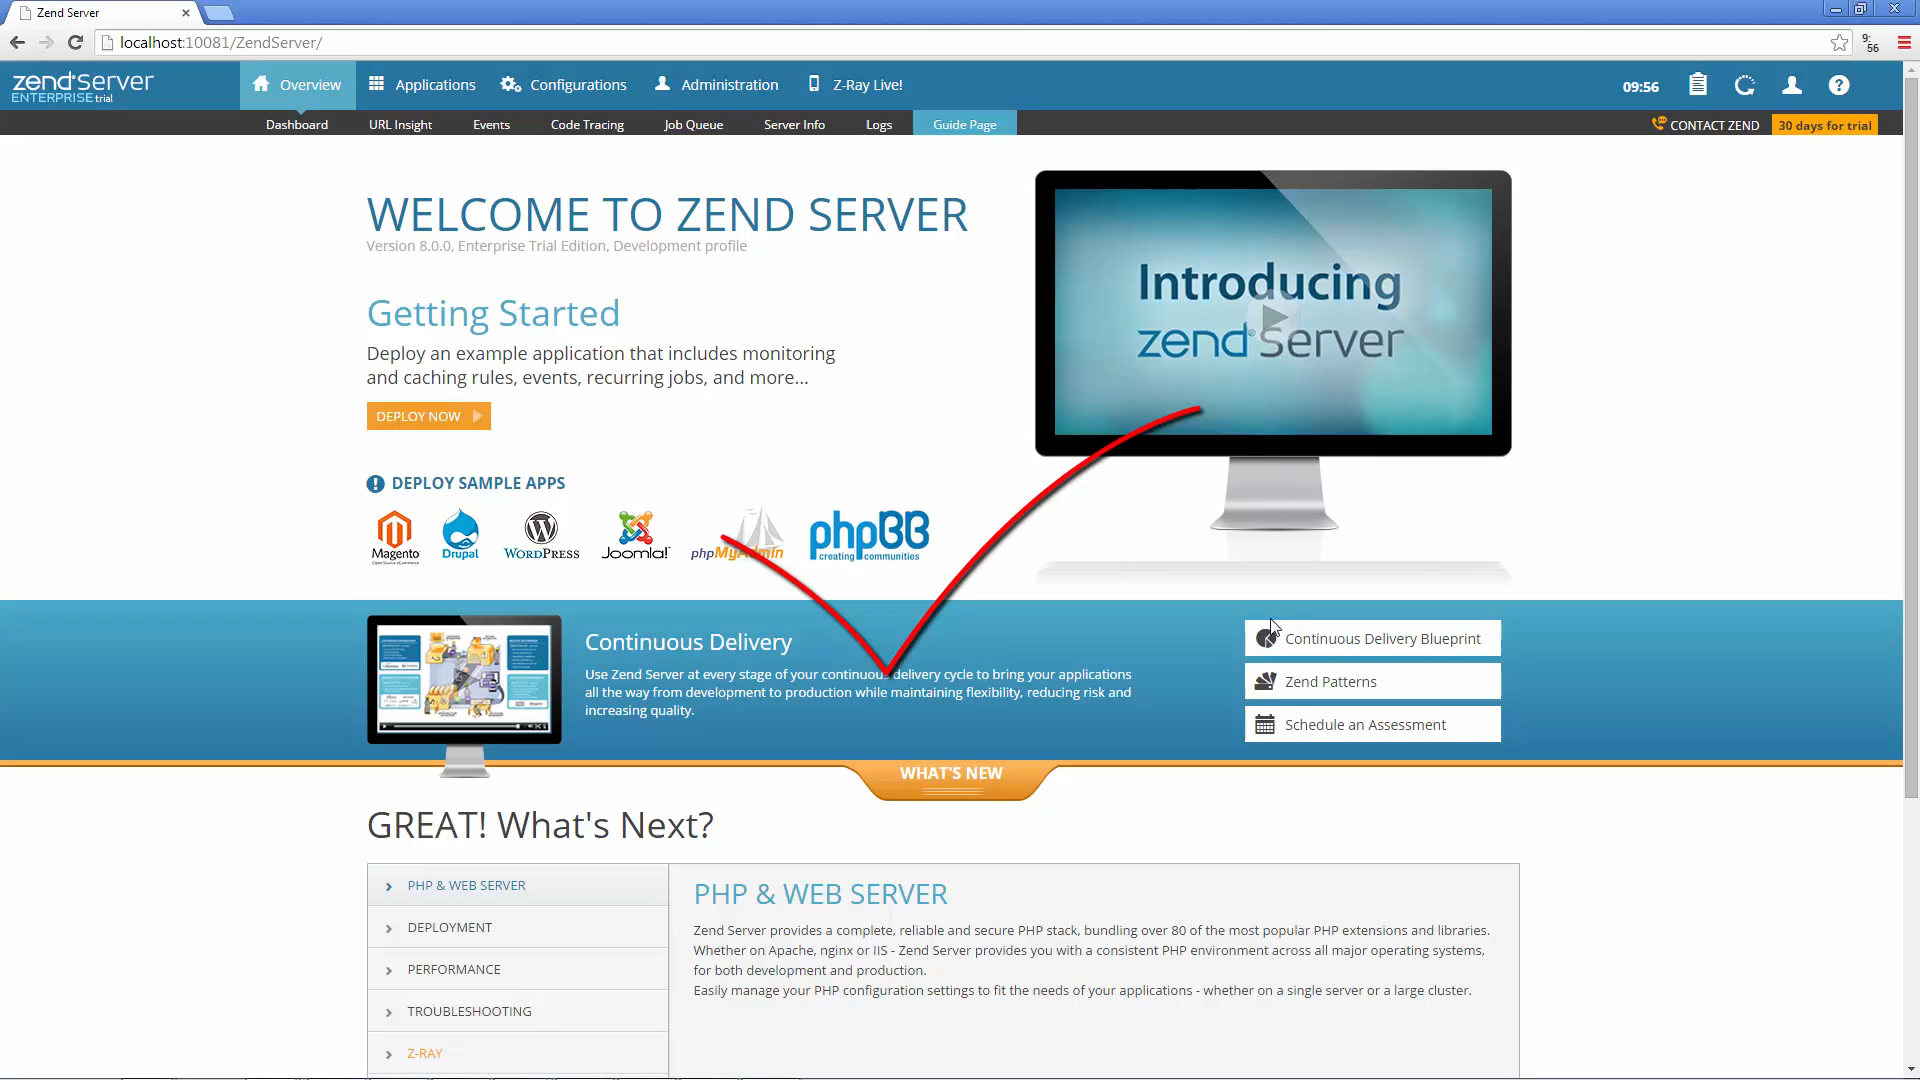 Zend Server
localhost:10081/ZendServer/
9:
56
zend Server
ENTERPRISE trial
Overview
Applications
Configurations
Administration
Z-Ray Live!
09:56
Dashboard
URL Insight
Events
Code Tracing
Job Queue
Server Info
Logs
Guide Page
CONTACT ZEND
30 days for trial
WELCOME TO ZEND SERVER
Version 8.0.0, Enterprise Trial Edition, Development profile
Getting Started
Deploy an example application that includes monitoring
and caching rules, events, recurring jobs, and more...
DEPLOY NOW
Introducing
zend Server
DEPLOY SAMPLE APPS
Magento
Open Source eCommerce
Drupal
WORDPRESS
Joomla!
phpMyAdmin
phpBB
creating communities
Continuous Delivery
Use Zend Server at every stage of your continuous delivery cycle to bring your applications
all the way from development to production while maintaining flexibility, reducing risk and
increasing quality.
Continuous Delivery Blueprint
Zend Patterns
Schedule an Assessment
WHAT'S NEW
GREAT! What's Next?
PHP & WEB SERVER
DEPLOYMENT
PERFORMANCE
TROUBLESHOOTING
Z-RAY
PHP & WEB SERVER
Zend Server provides a complete, reliable and secure PHP stack, bundling over 80 of the most popular PHP extensions and libraries.
Whether on Apache, nginx or IIS - Zend Server provides you with a consistent PHP environment across all major operating systems,
for both development and production.
Easily manage your PHP configuration settings to fit the needs of your applications - whether on a single server or a large cluster.